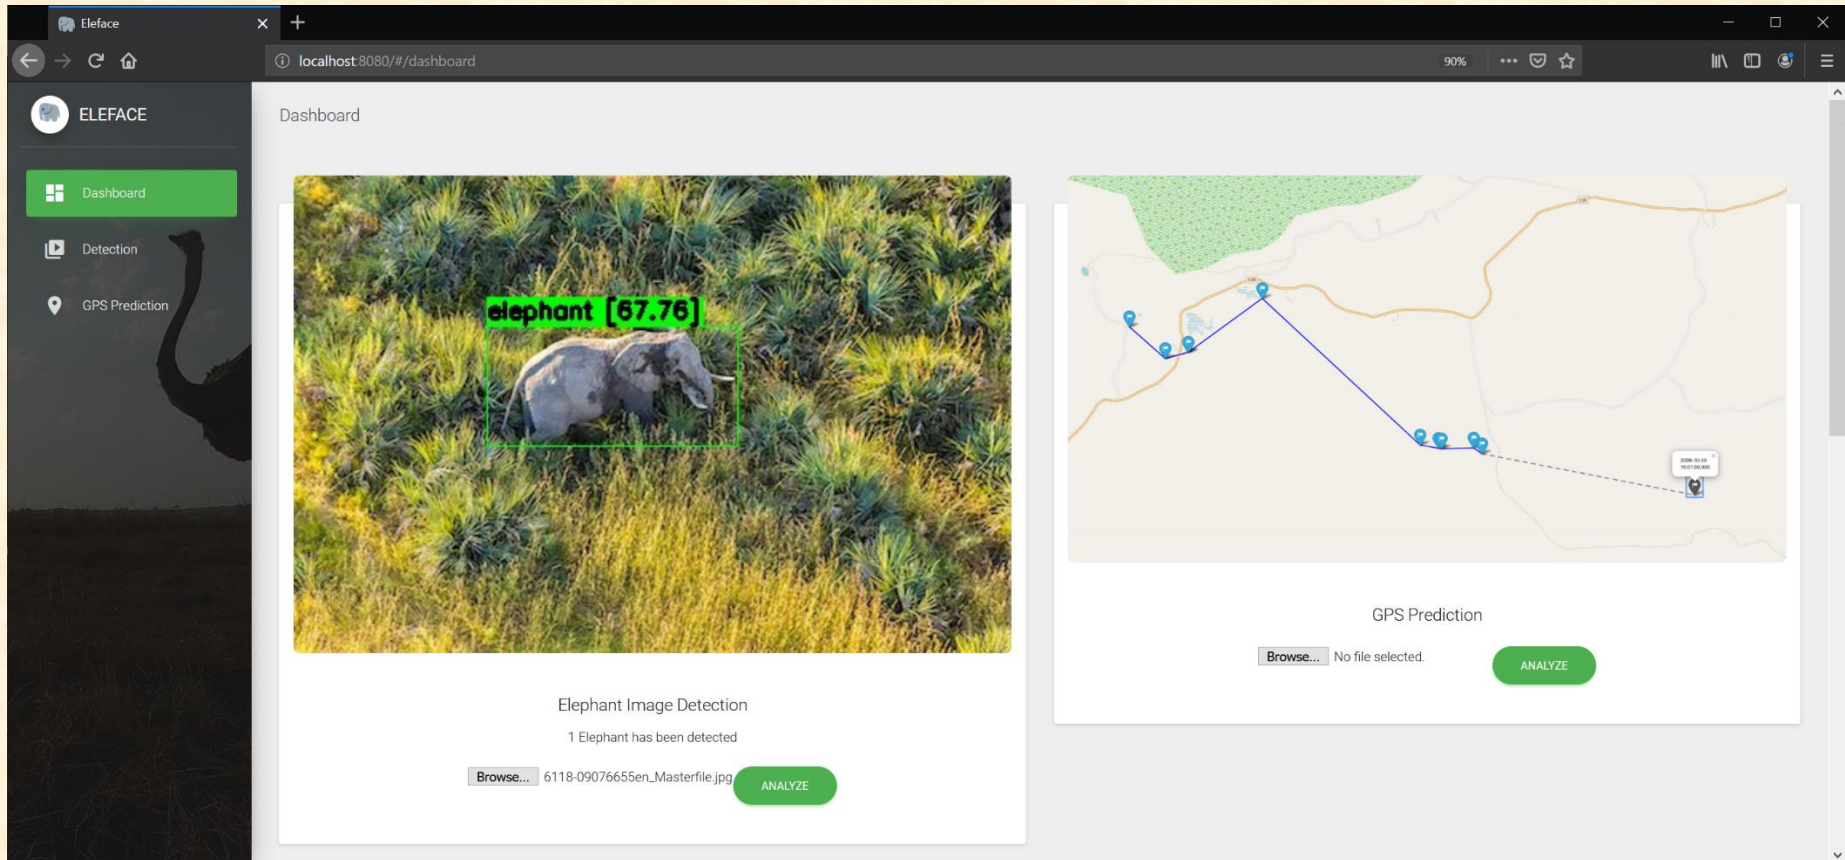 Eleface
localhost:8080/#/dashboard
90%
ELEFACE
Dashboard
Detection
GPS Prediction
Dashboard
elephant [67.76]
Elephant Image Detection
1 Elephant has been detected
Browse... 6118-09076655en_Masterfile.jpg
ANALYZE
GPS Prediction
Browse... No file selected.
ANALYZE